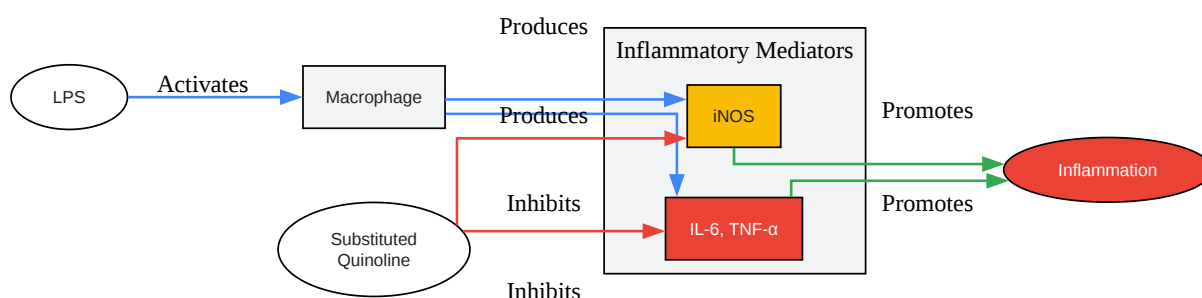 Produces
Inflammatory Mediators
LPS
Activates
Macrophage
Produces
iNOS
Promotes
Inflammation
Substituted
Quinoline
Inhibits
IL-6, TNF-α
Promotes
Inhibits